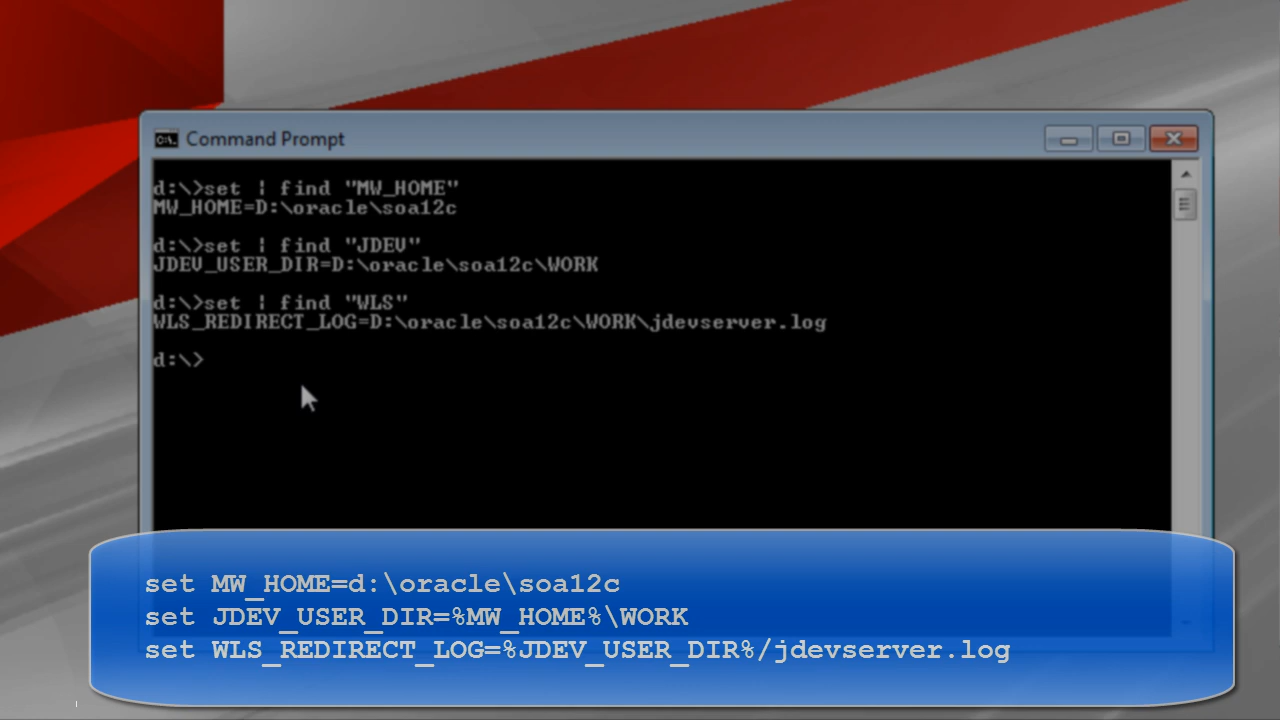 Command Prompt
d:\>set | find "MW_HOME"
MW_HOME=D:\oracle\soa12c
d:\>set | find "JDEV"
JDEV_USER_DIR=D:\oracle\soa12c\WORK
d:\>set | find "WLS"
WLS_REDIRECT_LOG=D:\oracle\soa12c\WORK\jdevserver.log
d:\>
set MW_HOME=d:\oracle\soa12c
set JDEV_USER_DIR=%MW_HOME%\WORK
set WLS_REDIRECT_LOG=%JDEV_USER_DIR%/jdevserver.log